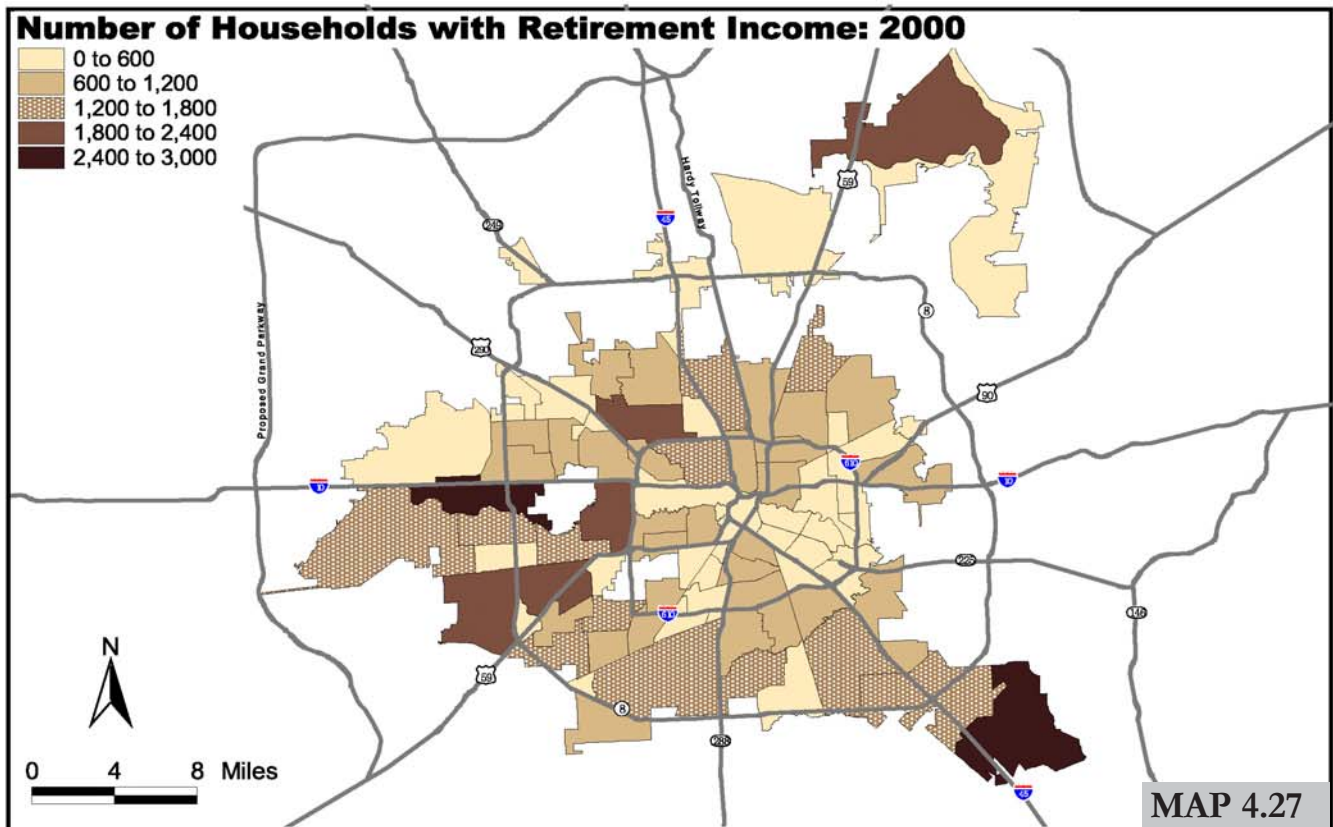 Number of Households with Retirement Income: 2000
0 to 600
600 to 1,200
1,200 to 1,800
1,800 to 2,400
2,400 to 3,000
Hardy Tollway
59
45
249
Proposed Grand Parkway
8
290
90
610
10
10
225
610
146
N
59
8
288
0 4 8 Miles
45
MAP 4.27